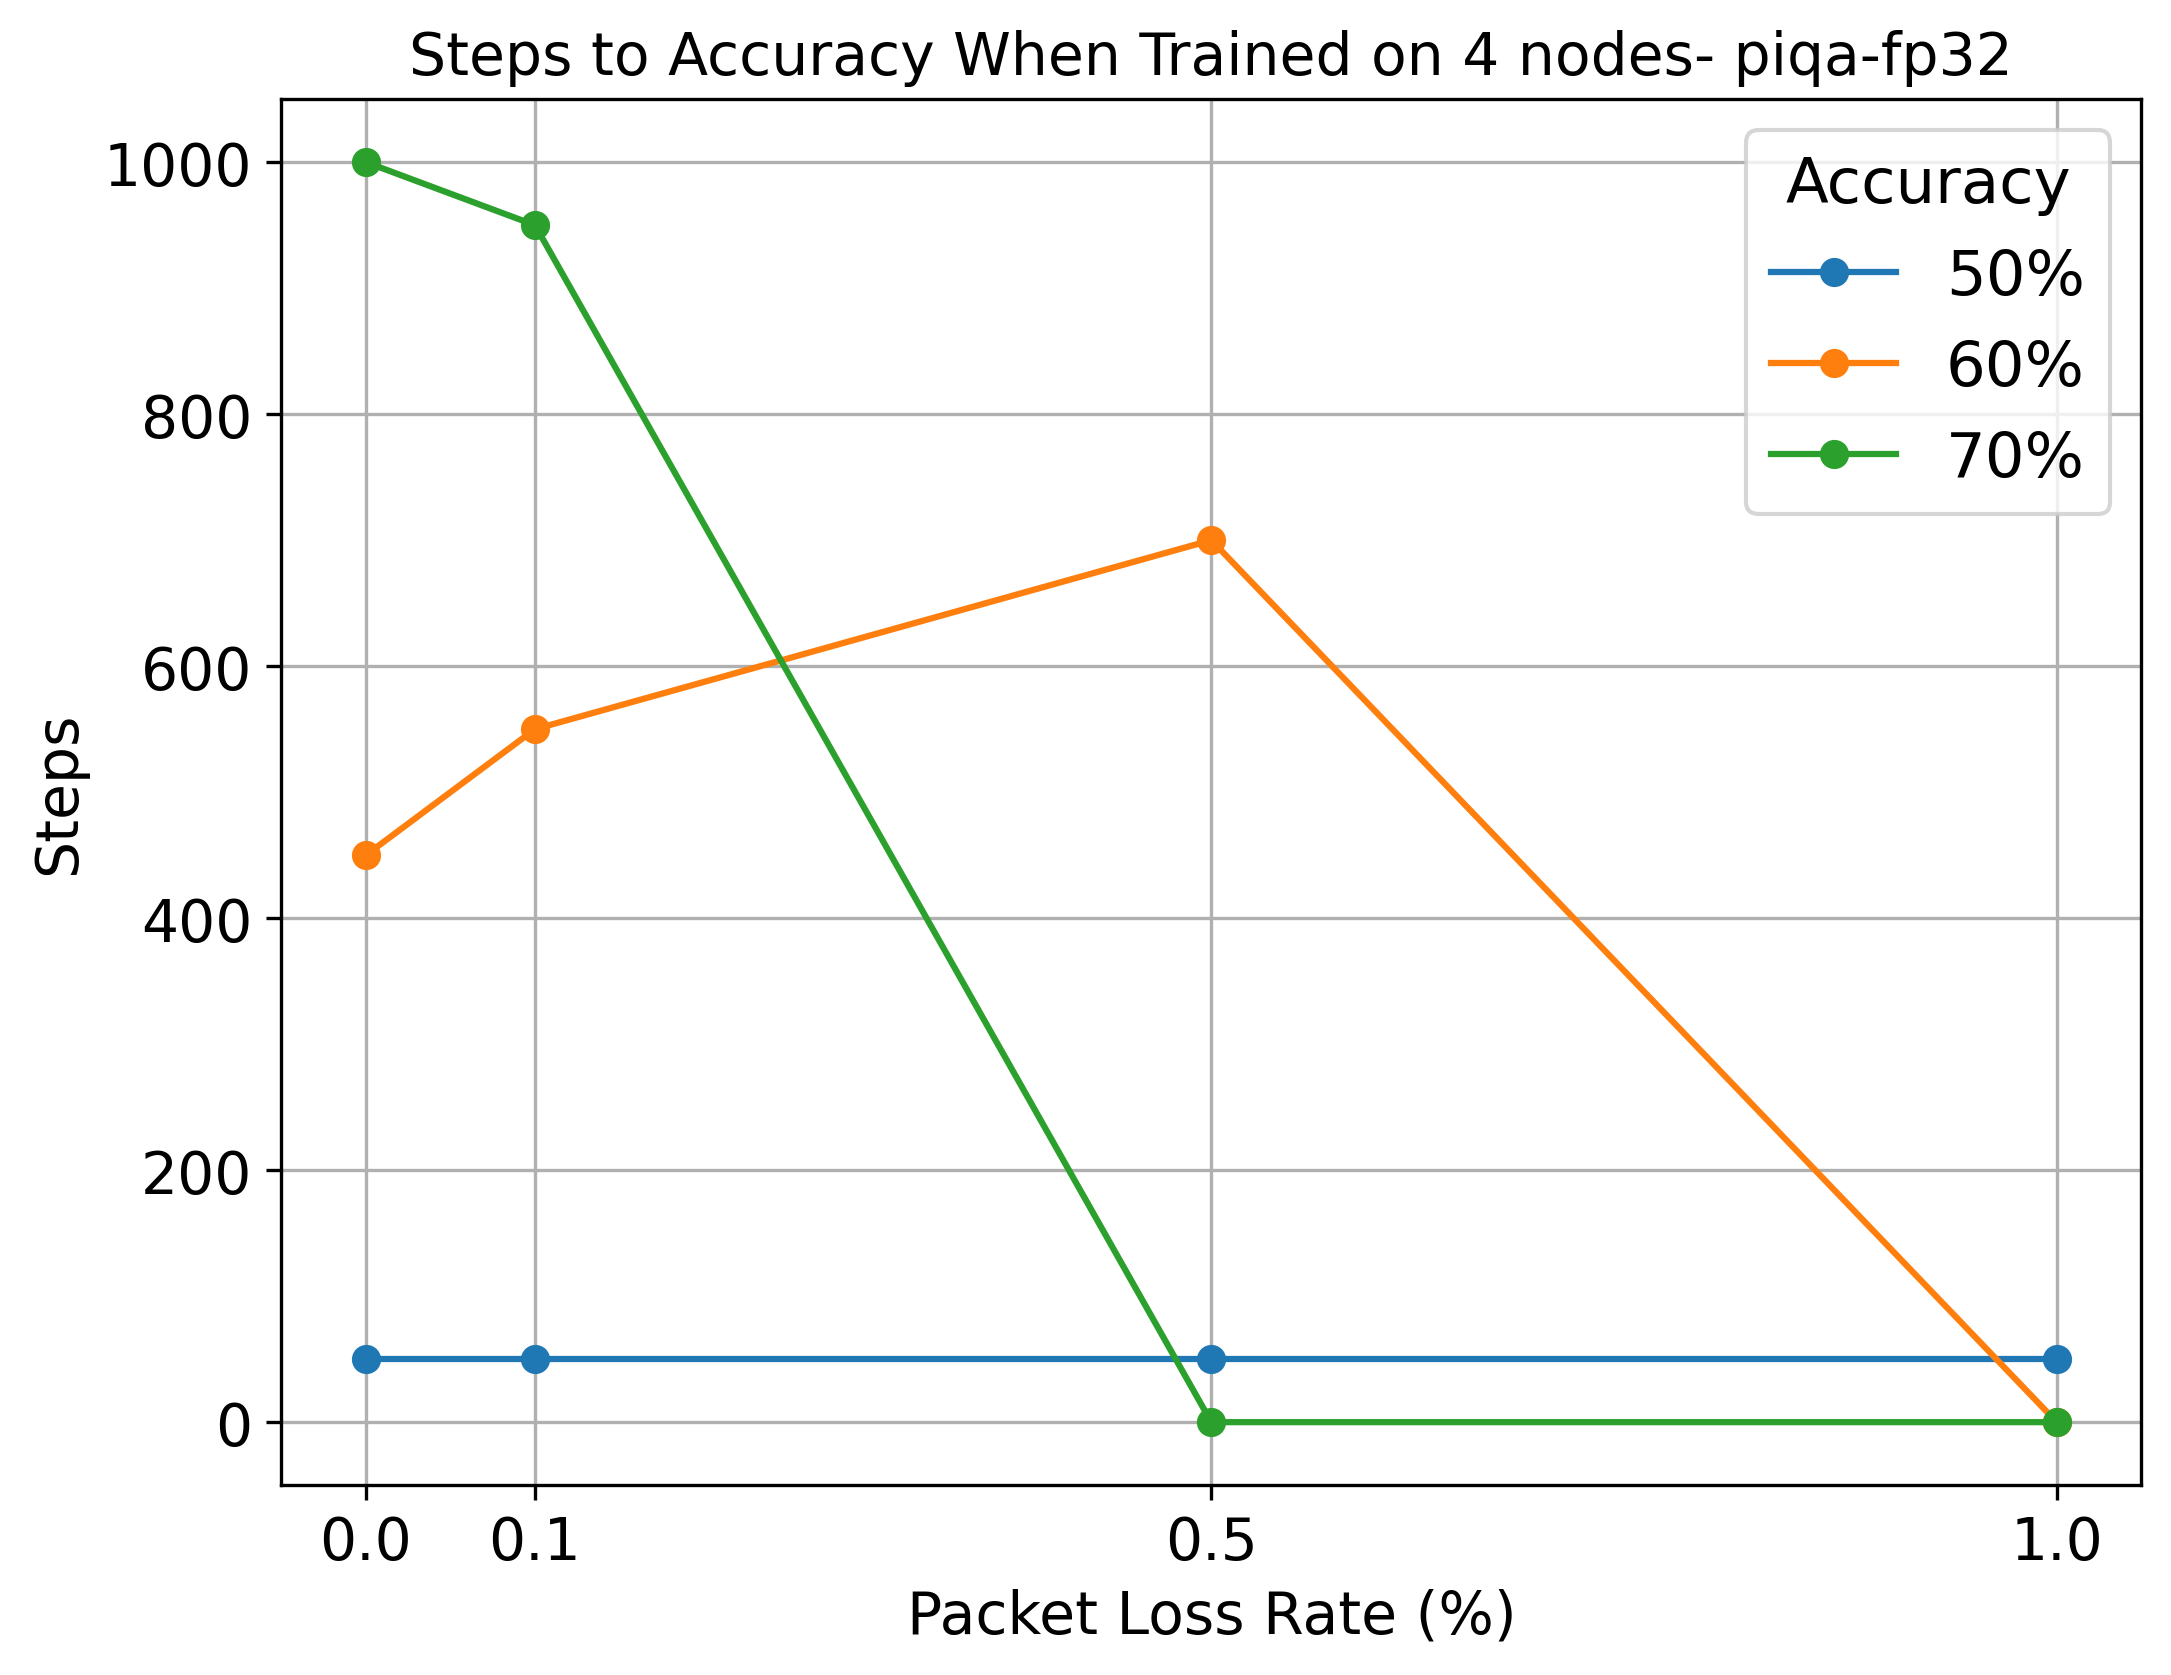 Steps to Accuracy When Trained on 4 nodes- piqa-fp32
Accuracy
50%
60%
70%
1000
800
600
400
200
0
Steps
0.0 0.1 0.5 1.0
Packet Loss Rate (%)